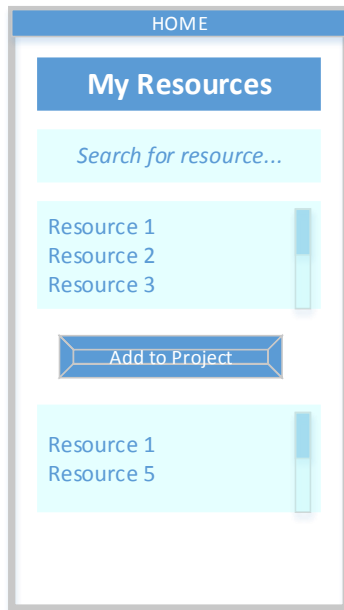 HOME
My Resources
Search for resource...
Resource 1
Resource 2
Resource 3
Add to Project
Resource 1
Resource 5